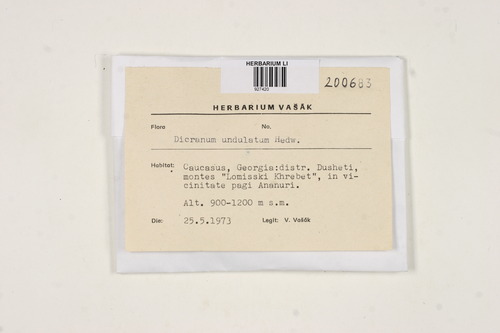 HERBARIUM LI
927420
200683
HERBARIUM VAŠÁK
Flora No.
Dicranum undulatum Hedw.
Habitat: Caucasus, Georgia:distr. Dusheti,
montes "Lomisski Khrebet", in vi-
cinitate pagi Ananuri.
Alt. 900-1200 m s.m.
Die: 25.5.1973 Legit: V. Vašák